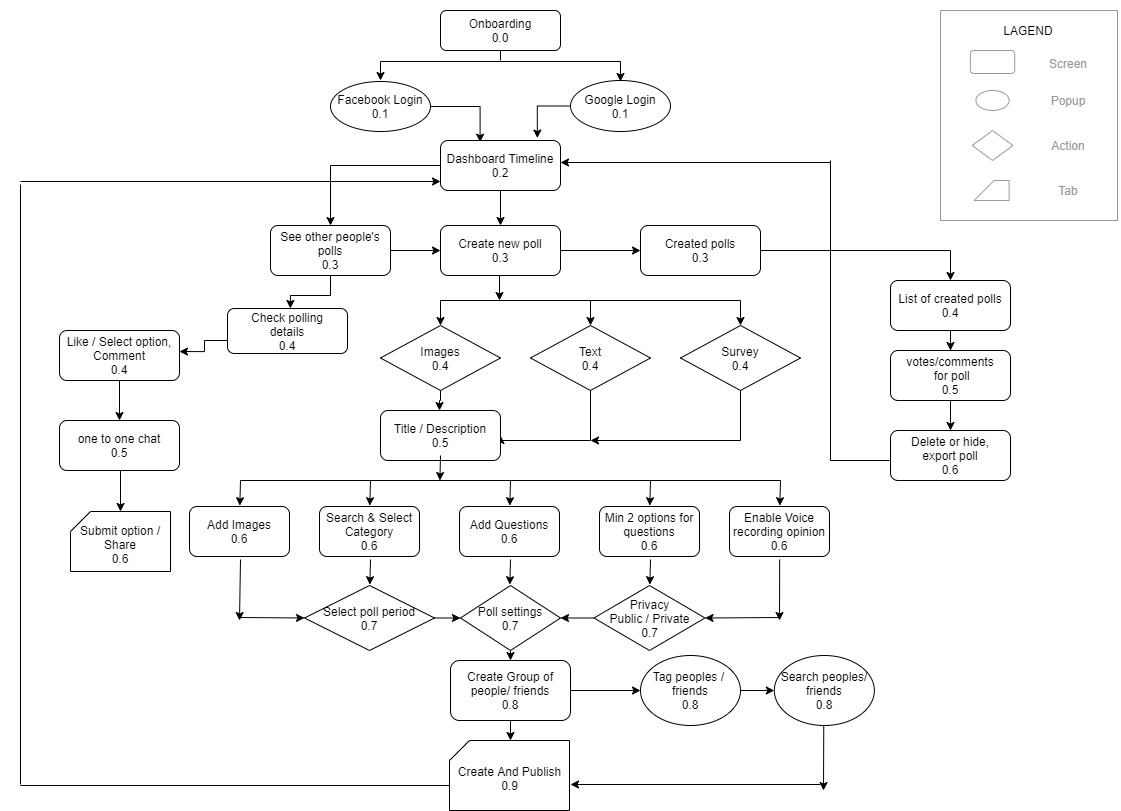 Onboarding
0.0
LAGEND
Screen
Popup
Action
Tab
Facebook Login
0.1
Google Login
0.1
Dashboard Timeline
0.2
See other people's
polls
0.3
Create new poll
0.3
Created polls
0.3
List of created polls
0.4
Check polling
details
0.4
Like / Select option,
Comment
0.4
Images
0.4
Text
0.4
Survey
0.4
votes/comments
for poll
0.5
one to one chat
0.5
Title / Description
0.5
Delete or hide,
export poll
0.6
Submit option /
Share
0.6
Add Images
0.6
Search & Select
Category
0.6
Add Questions
0.6
Min 2 options for
questions
0.6
Enable Voice
recording opinion
0.6
Select poll period
0.7
Poll settings
0.7
Privacy
Public / Private
0.7
Create Group of
people/ friends
0.8
Tag peoples /
friends
0.8
Search peoples/
friends
0.8
Create And Publish
0.9